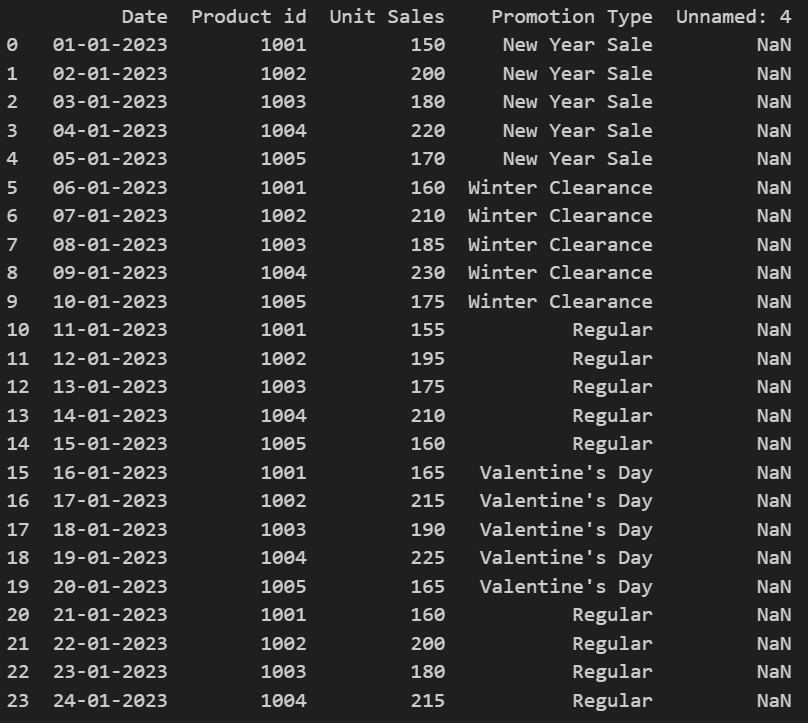 Date Product id Unit Sales Promotion Type Unnamed: 4
0 01-01-2023 1001 150 New Year Sale NaN
1 02-01-2023 1002 200 New Year Sale NaN
2 03-01-2023 1003 180 New Year Sale NaN
3 04-01-2023 1004 220 New Year Sale NaN
4 05-01-2023 1005 170 New Year Sale NaN
5 06-01-2023 1001 160 Winter Clearance NaN
6 07-01-2023 1002 210 Winter Clearance NaN
7 08-01-2023 1003 185 Winter Clearance NaN
8 09-01-2023 1004 230 Winter Clearance NaN
9 10-01-2023 1005 175 Winter Clearance NaN
10 11-01-2023 1001 155 Regular NaN
11 12-01-2023 1002 195 Regular NaN
12 13-01-2023 1003 175 Regular NaN
13 14-01-2023 1004 210 Regular NaN
14 15-01-2023 1005 160 Regular NaN
15 16-01-2023 1001 165 Valentine's Day NaN
16 17-01-2023 1002 215 Valentine's Day NaN
17 18-01-2023 1003 190 Valentine's Day NaN
18 19-01-2023 1004 225 Valentine's Day NaN
19 20-01-2023 1005 165 Valentine's Day NaN
20 21-01-2023 1001 160 Regular NaN
21 22-01-2023 1002 200 Regular NaN
22 23-01-2023 1003 180 Regular NaN
23 24-01-2023 1004 215 Regular NaN